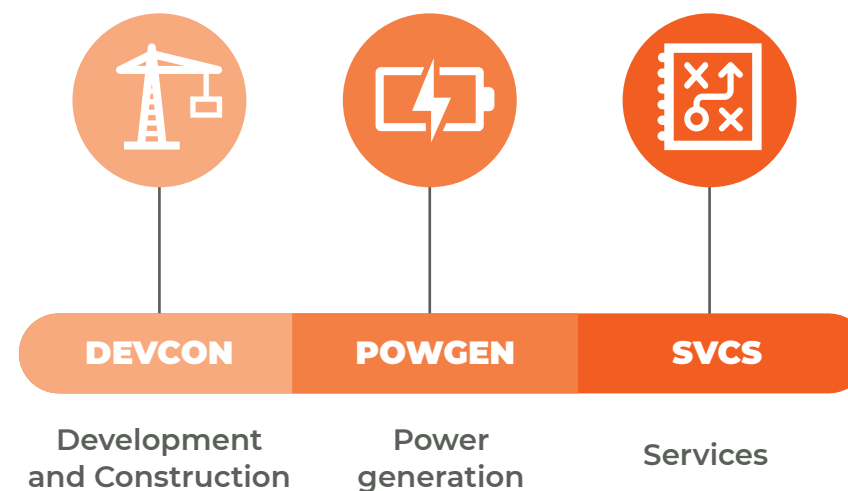 DEVCON
POWGEN
SVCS
Development
and Construction
Power
generation
Services